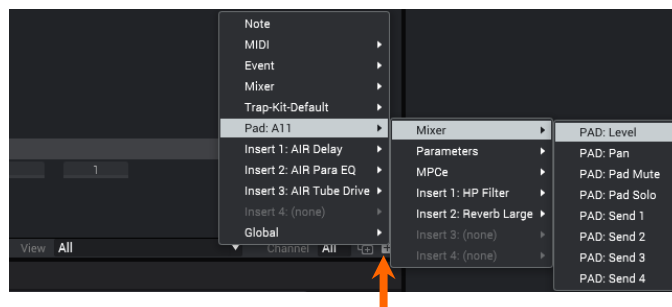 Note
MIDI
Event
Mixer
Trap-Kit-Default
Pad: A11
Insert 1: AIR Delay
Insert 2: AIR Para EQ
Insert 3: AIR Tube Drive
Insert 4: (none)
Global
Mixer
Parameters
MPCe
Insert 1: HP Filter
Insert 2: Reverb Large
Insert 3: (none)
Insert 4: (none)
PAD: Level
PAD: Pan
PAD: Pad Mute
PAD: Pad Solo
PAD: Send 1
PAD: Send 2
PAD: Send 3
PAD: Send 4
1
View All Channel All